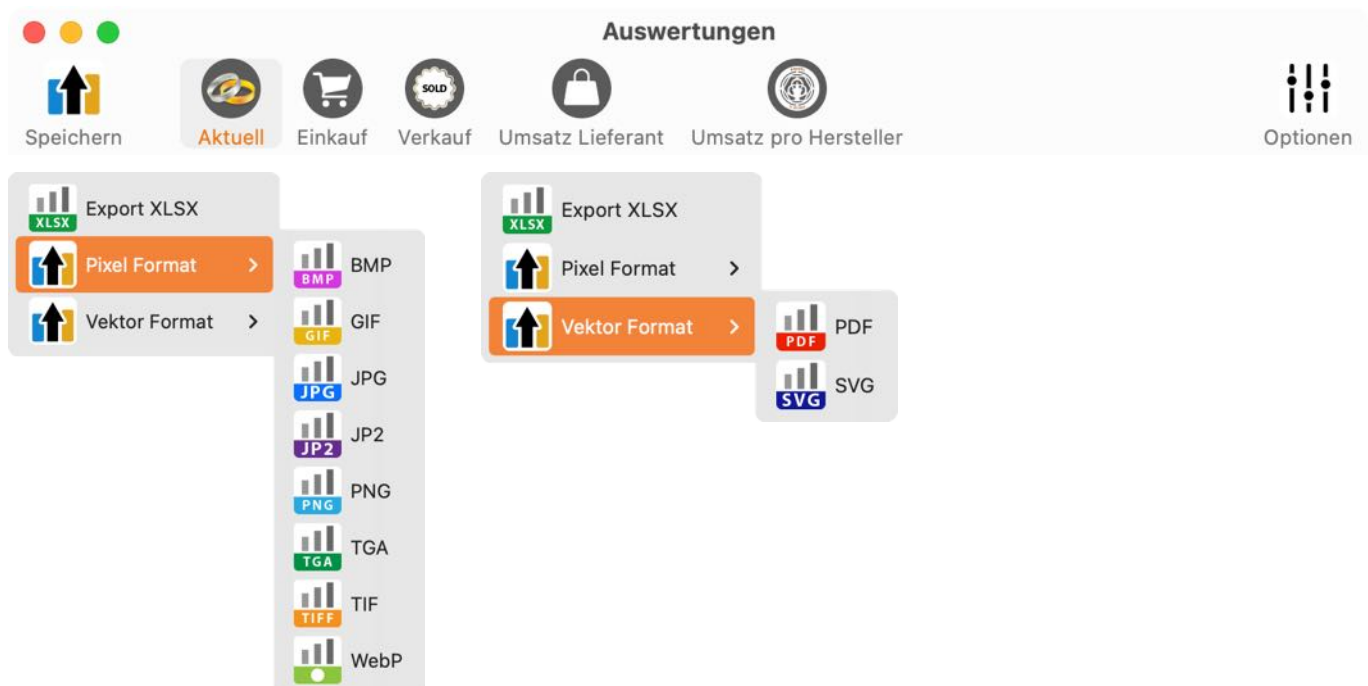 Auswertungen
SOLD
Speichern
Aktuell
Einkauf
Verkauf
Umsatz Lieferant
Umsatz pro Hersteller
Optionen
XLSX
Export XLSX
Pixel Format
Vektor Format
BMP
BMP
GIF
GIF
JPG
JPG
JP2
JP2
PNG
PNG
TGA
TGA
TIFF
TIF
WebP
XLSX
Export XLSX
Pixel Format
Vektor Format
PDF
PDF
SVG
SVG